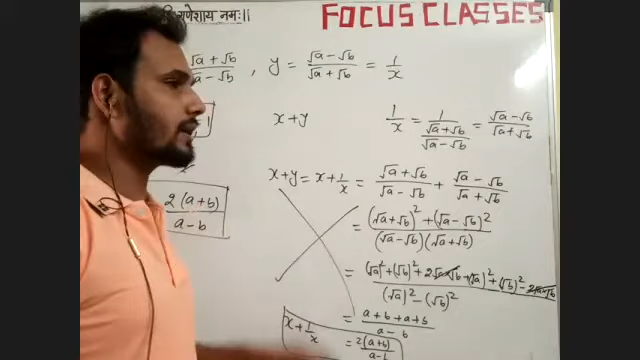 गणेशाय नमः॥ FOCUS CLASSES
√a+√b / √a-√b , y = √a-√b / √a+√b = 1/x
x+y
1/x = 1 / (√a+√b / √a-√b) = √a-√b / √a+√b
x+y = x+1/x = √a+√b / √a-√b + √a-√b / √a+√b
2(a+b) / a-b
= (√a+√b)² + (√a-√b)² / (√a-√b)(√a+√b)
= (√a)²+(√b)²+2√a×√b+(√a)²+(√b)²-2√a×√b / (√a)²-(√b)²
= a+b+a+b / a-b
x+1/x = 2(a+b) / a-b